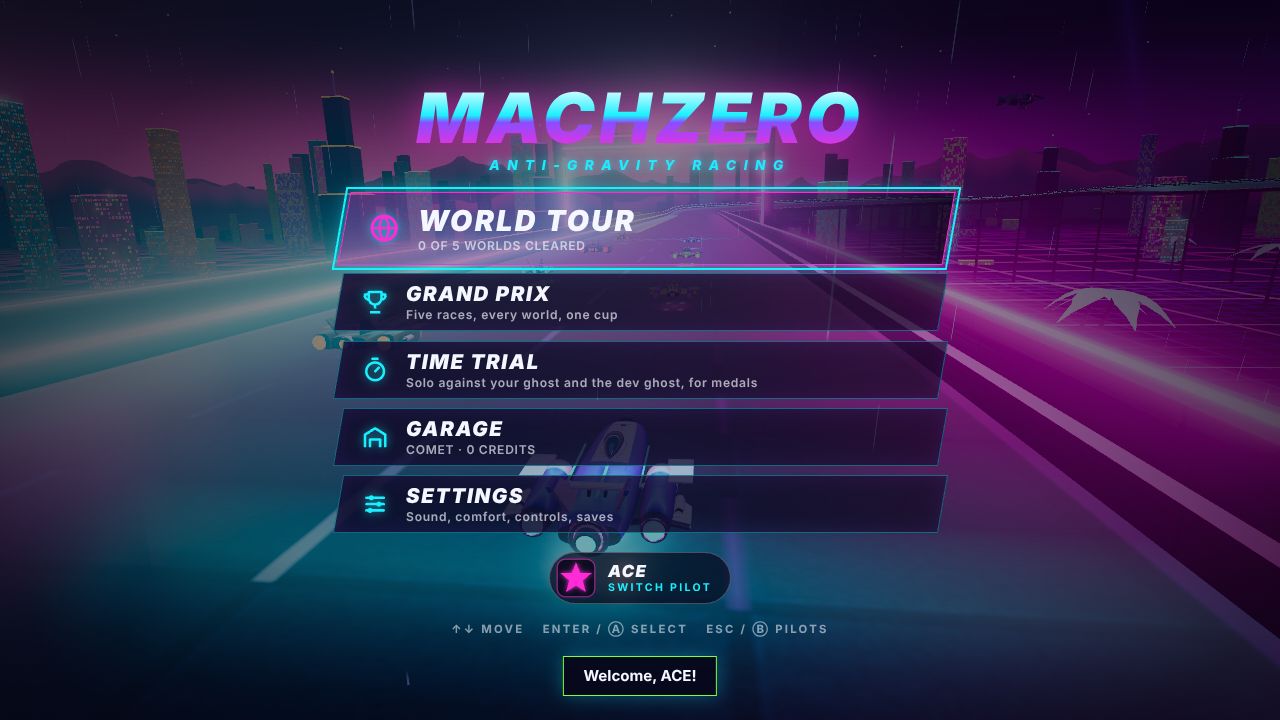 MACHZERO
ANTI-GRAVITY RACING
WORLD TOUR
0 OF 5 WORLDS CLEARED
GRAND PRIX
Five races, every world, one cup
TIME TRIAL
Solo against your ghost and the dev ghost, for medals
GARAGE
COMET · 0 CREDITS
SETTINGS
Sound, comfort, controls, saves
ACE
SWITCH PILOT
↑↓ MOVE ENTER / Ⓐ SELECT ESC / Ⓑ PILOTS
Welcome, ACE!